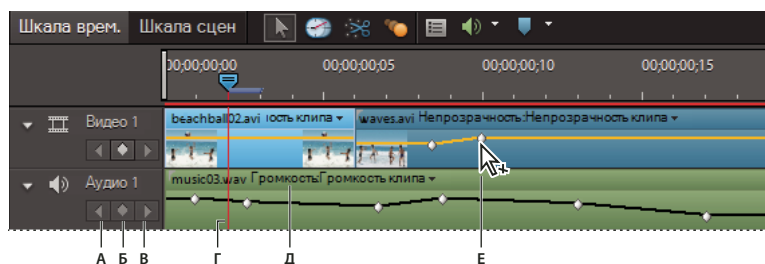 Шкала врем. Шкала сцен
00;00;00;00 00;00;00;05 00;00;00;10 00;00;00;15
Видео 1 beachball02.avi юсть клипа waves.avi Непрозрачность:Непрозрачность клипа
Аудио 1 music03.wav Громкость:Громкость клипа
А Б В Г Д Е